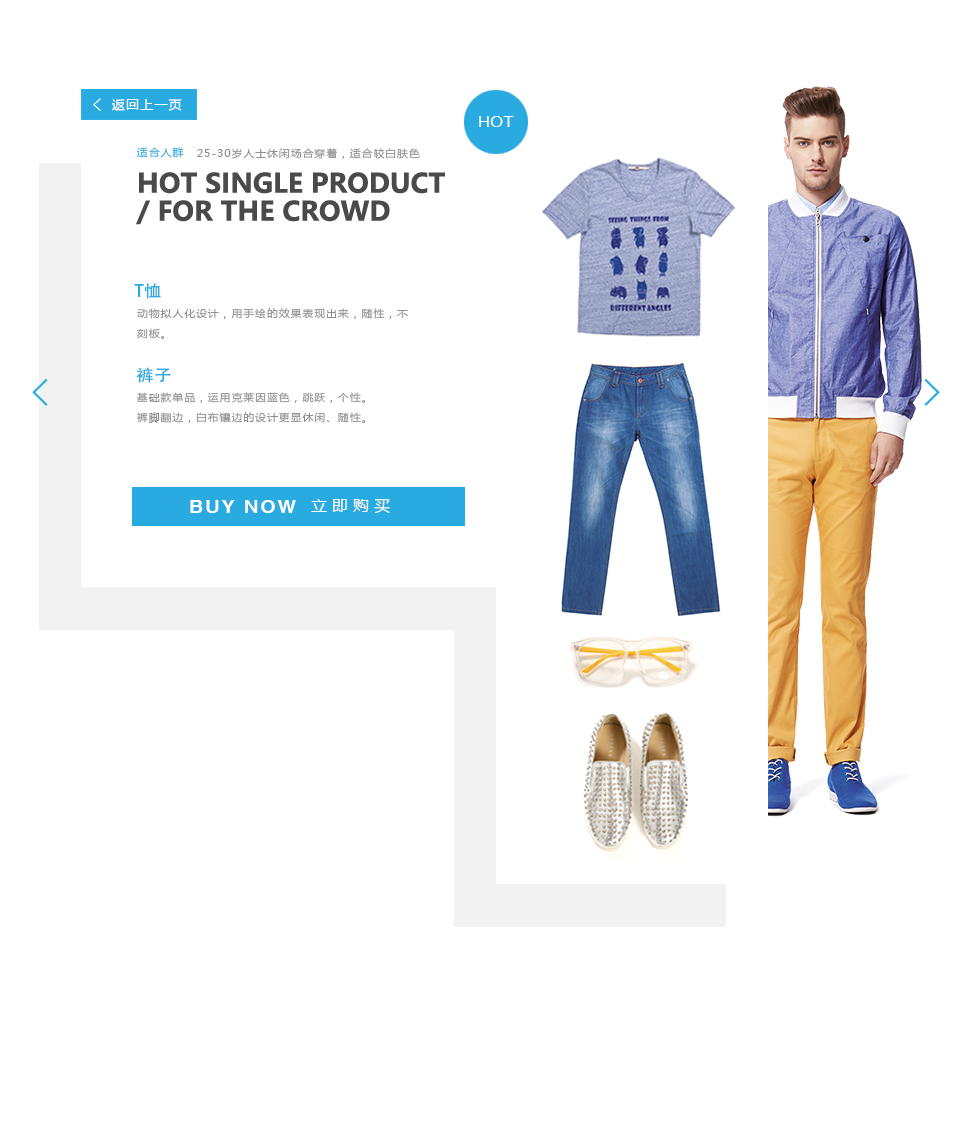 返回上一页
HOT
适合人群 25-30岁人士休闲场合穿着，适合较白肤色
HOT SINGLE PRODUCT
/ FOR THE CROWD
T恤
动物拟人化设计，用手绘的效果表现出来，随性，不
刻板。
裤子
基础款单品，运用克莱因蓝色，跳跃，个性。
裤脚翻边，白布镶边的设计更显休闲、随性。
BUY NOW 立即购买
SEEING THINGS FROM
DIFFERENT ANGLES